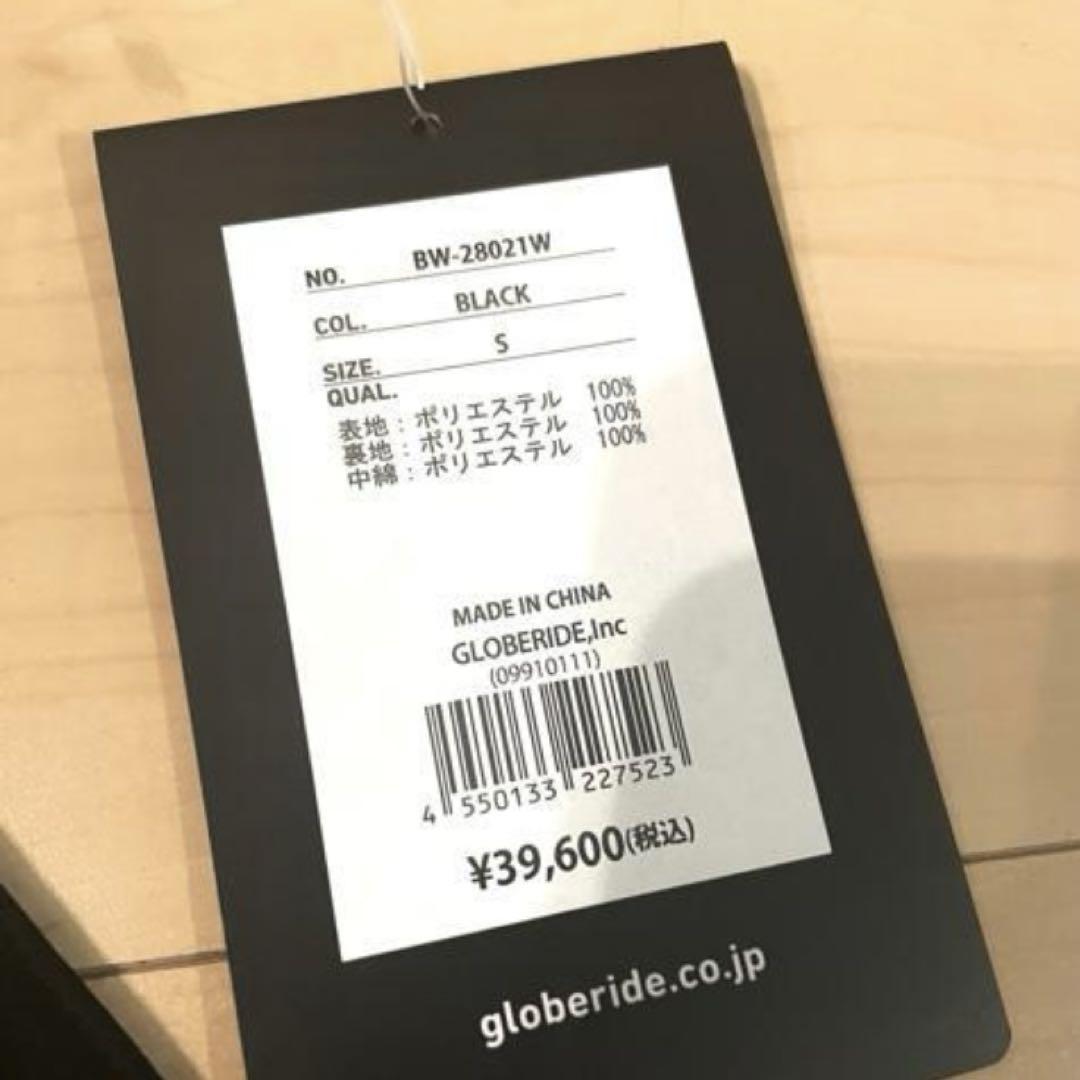 NO. BW-28021W
COL. BLACK
SIZE. S
QUAL.
表地：ポリエステル 100%
裏地：ポリエステル 100%
中綿：ポリエステル 100%
MADE IN CHINA
GLOBERIDE,Inc
(09910111)
4 550133 227523
¥39,600(税込)
globeride.co.jp